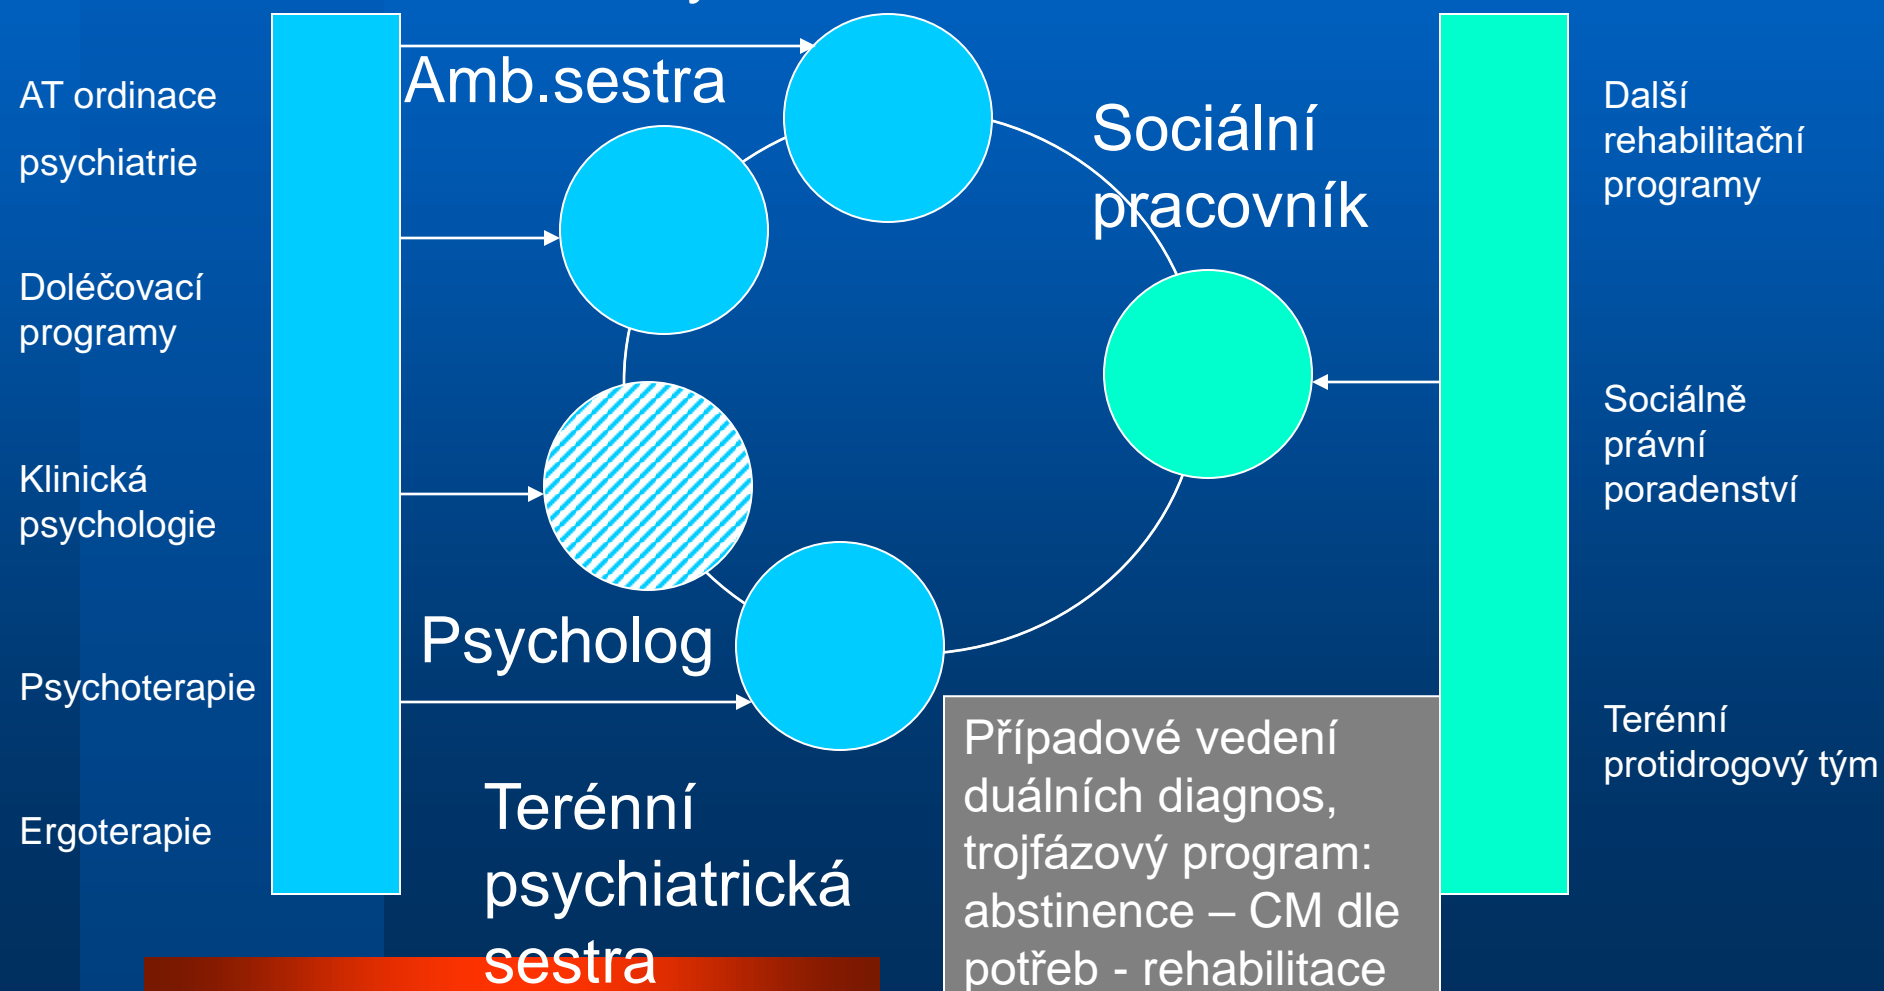 AT ordinace
psychiatrie
Doléčovací
programy
Klinická
psychologie
Psychoterapie
Ergoterapie
Amb.sestra
Psycholog
Terénní
psychiatrická
sestra
Sociální
pracovník
Případové vedení
duálních diagnos,
trojfázový program:
abstinence – CM dle
potřeb - rehabilitace
Další
rehabilitační
programy
Sociálně
právní
poradenství
Terénní
protidrogový tým